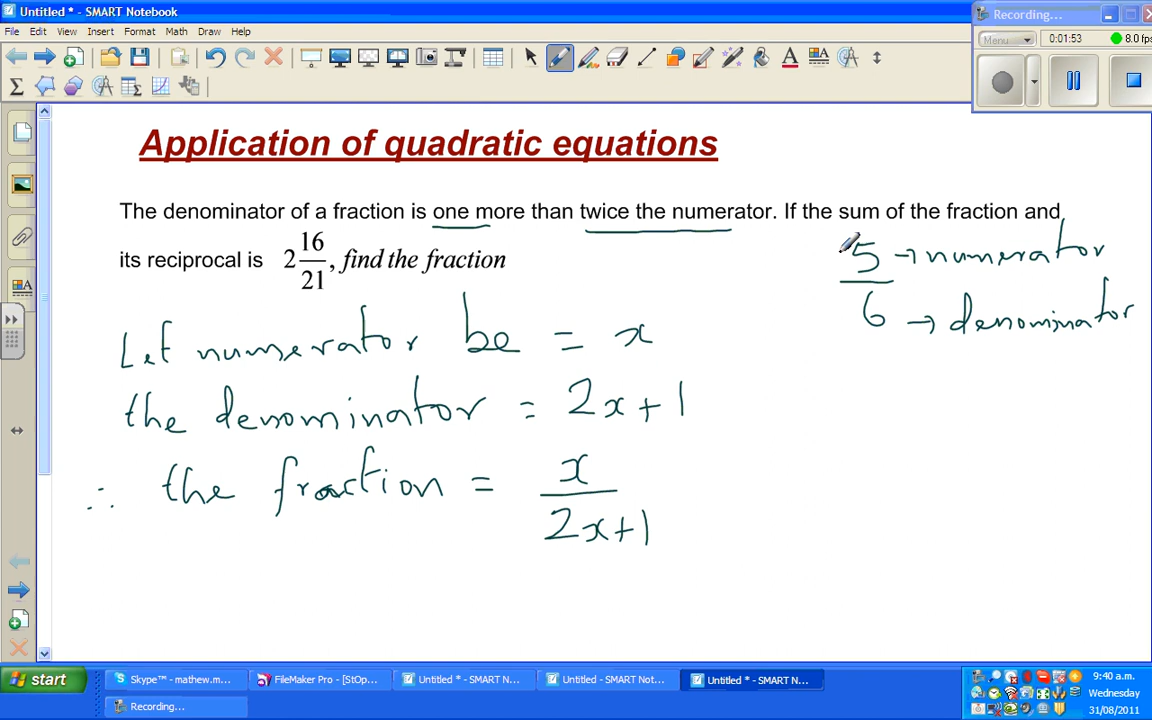 Untitled * - SMART Notebook
Recording...
File Edit View Insert Format Math Draw Help
Menu
0:01:53
8.0 fps
Application of quadratic equations
The denominator of a fraction is one more than twice the numerator. If the sum of the fraction and
its reciprocal is 2 16/21 , find the fraction
5 → numerator
6 → denominator
Let numerator be = x
the denominator = 2x+1
∴ the fraction = x/2x+1
start
Skype™ - mathew.m...
FileMaker Pro - [StOp...
Untitled * - SMART N...
Untitled - SMART Not...
Untitled * - SMART N...
Recording...
9:40 a.m.
Wednesday
31/08/2011